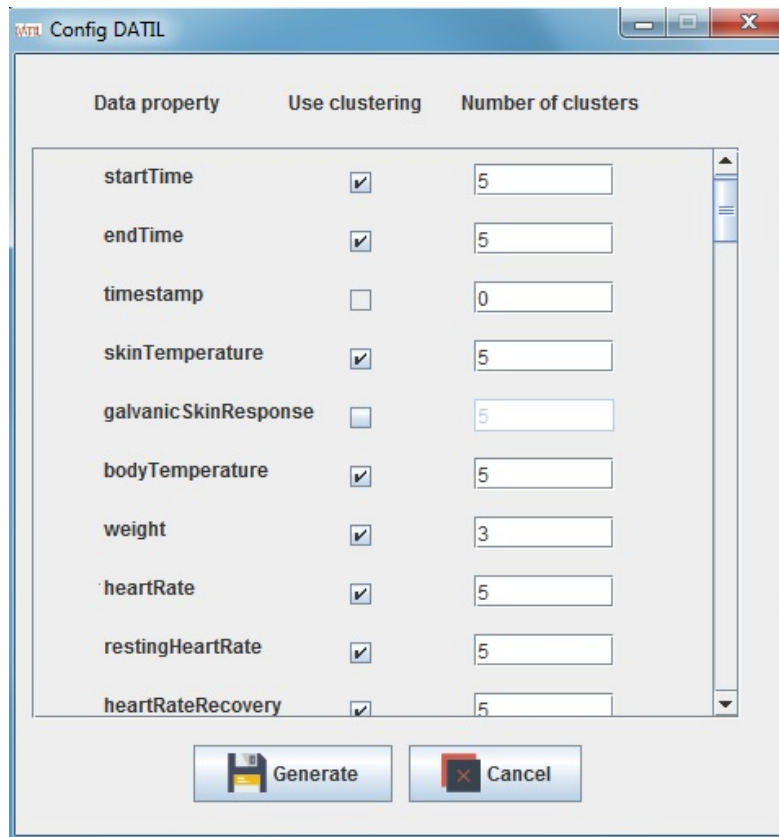 DATIL Config DATIL
Data property Use clustering Number of clusters
startTime 5
endTime 5
timestamp 0
skinTemperature 5
galvanicSkinResponse 5
bodyTemperature 5
weight 3
heartRate 5
restingHeartRate 5
heartRateRecovery 5
Generate Cancel